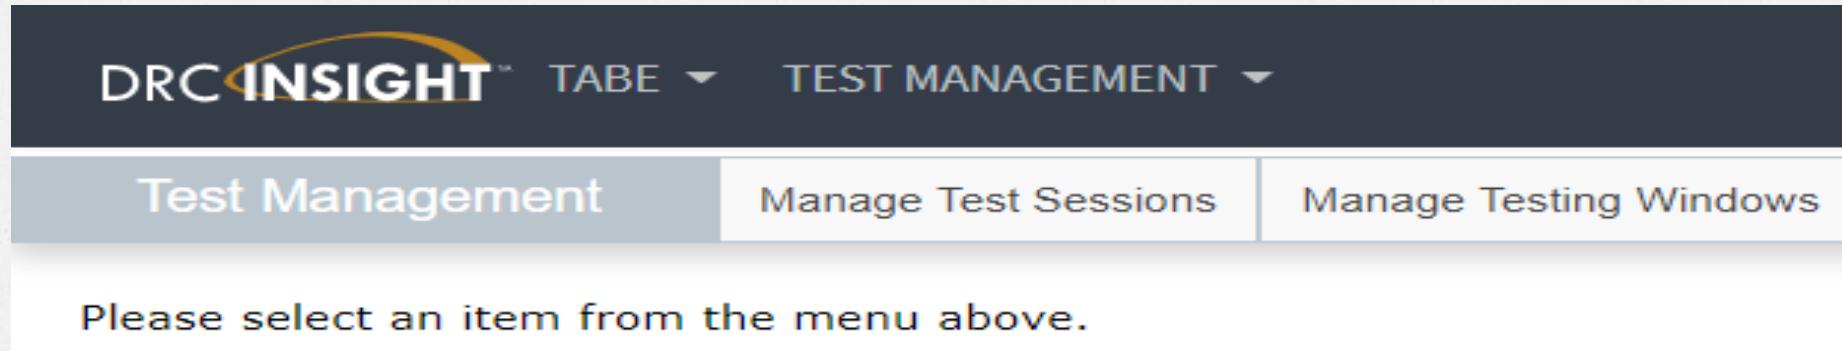 DRC INSIGHT TABE TEST MANAGEMENT
Test Management Manage Test Sessions Manage Testing Windows
Please select an item from the menu above.